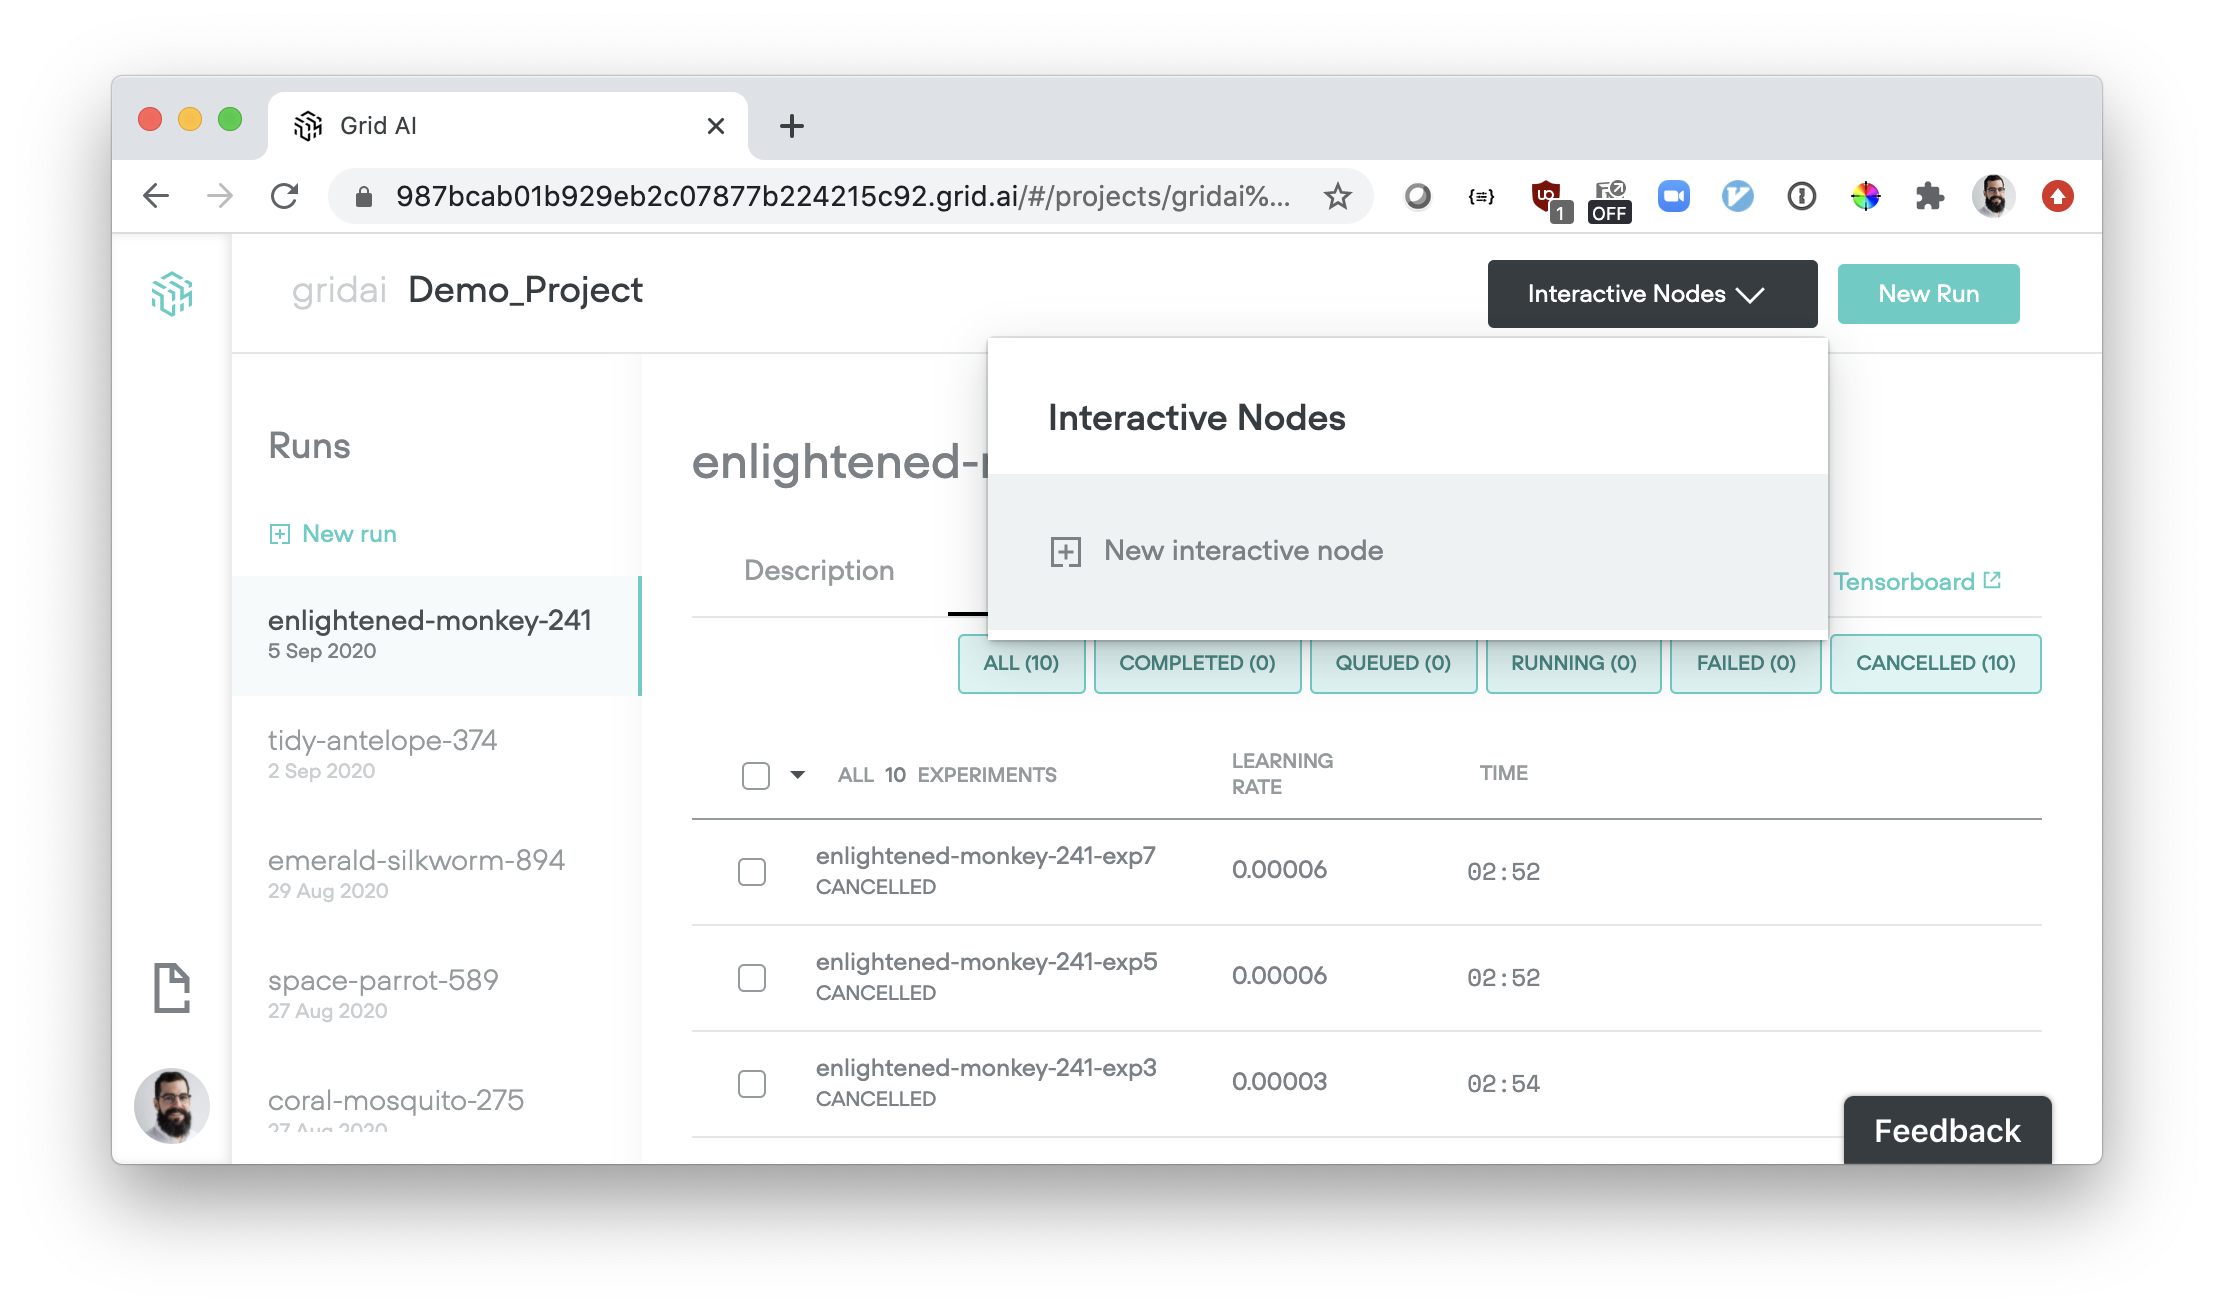 Grid AI
987bcab01b929eb2c07877b224215c92.grid.ai/#/projects/gridai%...
1
OFF
gridai Demo_Project
Interactive Nodes
New Run
Runs
New run
enlightened-monkey-241
5 Sep 2020
tidy-antelope-374
2 Sep 2020
emerald-silkworm-894
29 Aug 2020
space-parrot-589
27 Aug 2020
coral-mosquito-275
27 Aug 2020
enlightened-
Interactive Nodes
New interactive node
Description
Tensorboard
ALL (10)
COMPLETED (0)
QUEUED (0)
RUNNING (0)
FAILED (0)
CANCELLED (10)
ALL 10 EXPERIMENTS
LEARNING
RATE
TIME
enlightened-monkey-241-exp7
CANCELLED
0.00006
02:52
enlightened-monkey-241-exp5
CANCELLED
0.00006
02:52
enlightened-monkey-241-exp3
CANCELLED
0.00003
02:54
Feedback